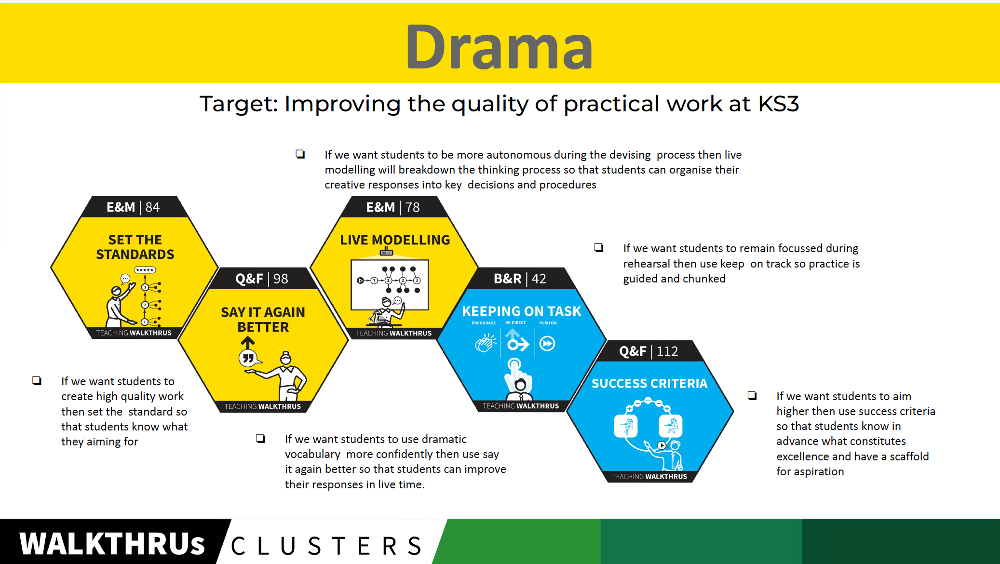 Drama
Target: Improving the quality of practical work at KS3
❏ If we want students to be more autonomous during the devising process then live
modelling will breakdown the thinking process so that students can organise their
creative responses into key decisions and procedures
E&M | 84
SET THE
STANDARDS
★★★★★
3
2
1
TEACHING WALKTHRUS
❏ If we want students to
create high quality work
then set the standard so
that students know what
they aiming for
Q&F | 98
SAY IT AGAIN
BETTER
TEACHING WALKTHRUS
❏ If we want students to use dramatic
vocabulary more confidently then use say
it again better so that students can improve
their responses in live time.
E&M | 78
LIVE MODELLING
? 1 2 3
TEACHING WALKTHRUS
B&R | 42
KEEPING ON TASK
ENCOURAGE RE-DIRECT PUSH ON
TEACHING WALKTHRUS
❏ If we want students to remain focussed during
rehearsal then use keep on track so practice is
guided and chunked
Q&F | 112
SUCCESS CRITERIA
TEACHING WALKTHRUS
❏ If we want students to aim
higher then use success criteria
so that students know in
advance what constitutes
excellence and have a scaffold
for aspiration
WALKTHRUs CLUSTERS